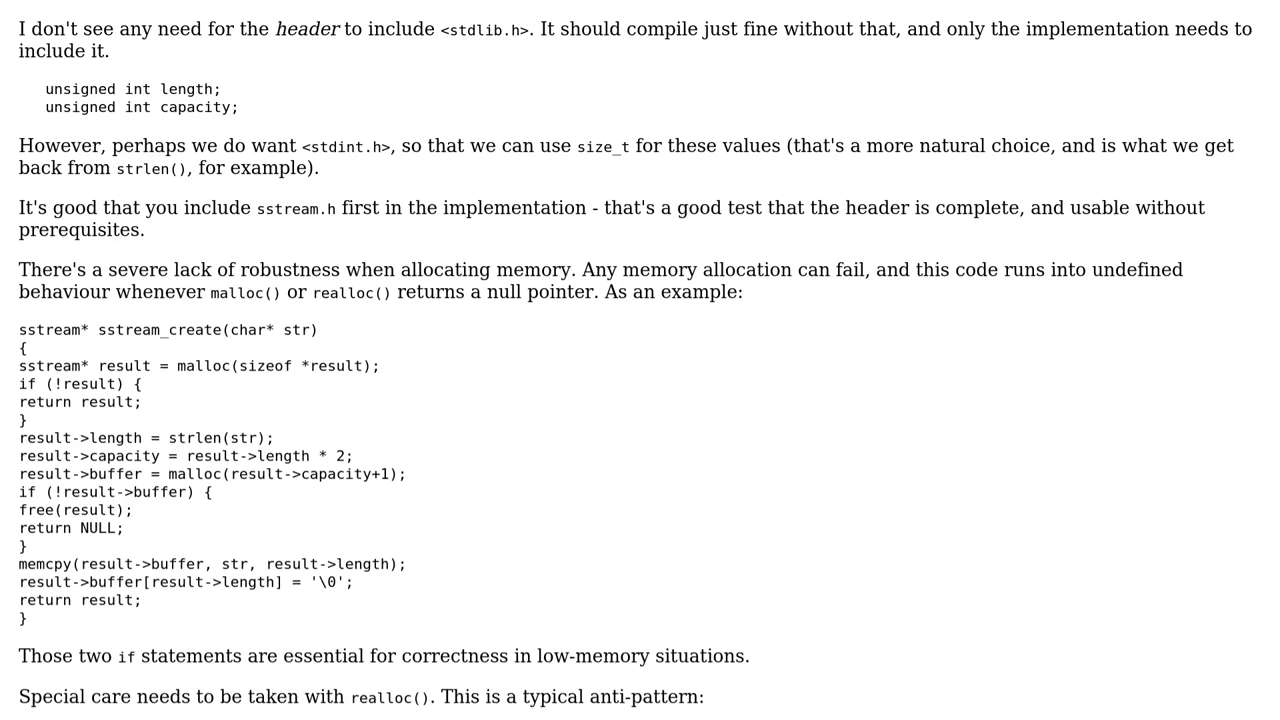 I don't see any need for the header to include <stdlib.h>. It should compile just fine without that, and only the implementation needs to
include it.
unsigned int length;
unsigned int capacity;
However, perhaps we do want <stdint.h>, so that we can use size_t for these values (that's a more natural choice, and is what we get
back from strlen(), for example).
It's good that you include sstream.h first in the implementation - that's a good test that the header is complete, and usable without
prerequisites.
There's a severe lack of robustness when allocating memory. Any memory allocation can fail, and this code runs into undefined
behaviour whenever malloc() or realloc() returns a null pointer. As an example:
sstream* sstream_create(char* str)
{
sstream* result = malloc(sizeof *result);
if (!result) {
return result;
}
result->length = strlen(str);
result->capacity = result->length * 2;
result->buffer = malloc(result->capacity+1);
if (!result->buffer) {
free(result);
return NULL;
}
memcpy(result->buffer, str, result->length);
result->buffer[result->length] = '\0';
return result;
}
Those two if statements are essential for correctness in low-memory situations.
Special care needs to be taken with realloc(). This is a typical anti-pattern: